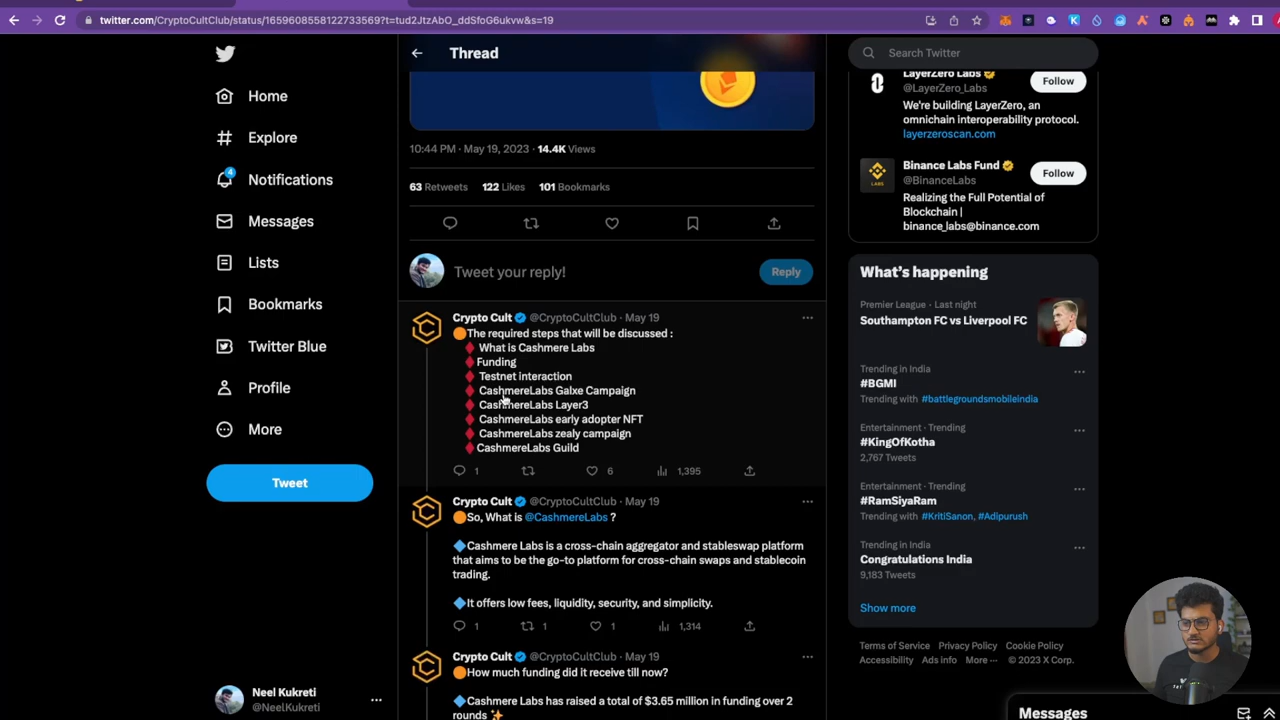 twitter.com/CryptoCultClub/status/1659608558122733569?t=tud2JtzAbO_ddSfoG6ukvw&s=19
Home
Explore
4
Notifications
Messages
Lists
Bookmarks
Twitter Blue
Profile
More
Tweet
Neel Kukreti
@NeelKukreti
Thread
10:44 PM · May 19, 2023 · 14.4K Views
63 Retweets 122 Likes 101 Bookmarks
Tweet your reply!
Reply
Crypto Cult @CryptoCultClub · May 19
The required steps that will be discussed :
What is Cashmere Labs
Funding
Testnet interaction
CashmereLabs Galxe Campaign
CashmereLabs Layer3
CashmereLabs early adopter NFT
CashmereLabs zealy campaign
CashmereLabs Guild
1 6 1,395
Crypto Cult @CryptoCultClub · May 19
So, What is @CashmereLabs ?
Cashmere Labs is a cross-chain aggregator and stableswap platform
that aims to be the go-to platform for cross-chain swaps and stablecoin
trading.
It offers low fees, liquidity, security, and simplicity.
1 1 1 1,314
Crypto Cult @CryptoCultClub · May 19
How much funding did it receive till now?
Cashmere Labs has raised a total of $3.65 million in funding over 2
rounds
Search Twitter
LayerZero Labs
@LayerZero_Labs
Follow
We're building LayerZero, an
omnichain interoperability protocol.
layerzeroscan.com
LABS
Binance Labs Fund
@BinanceLabs
Follow
Realizing the Full Potential of
Blockchain |
binance_labs@binance.com
What's happening
Premier League · Last night
Southampton FC vs Liverpool FC
Trending in India
#BGMI
Trending with #battlegroundsmobileindia
Entertainment · Trending
#KingOfKotha
2,767 Tweets
Entertainment · Trending
#RamSiyaRam
Trending with #KritiSanon, #Adipurush
Trending in India
Congratulations India
9,183 Tweets
Show more
Terms of Service Privacy Policy Cookie Policy
Accessibility Ads info More ··· © 2023 X Corp.
Messages